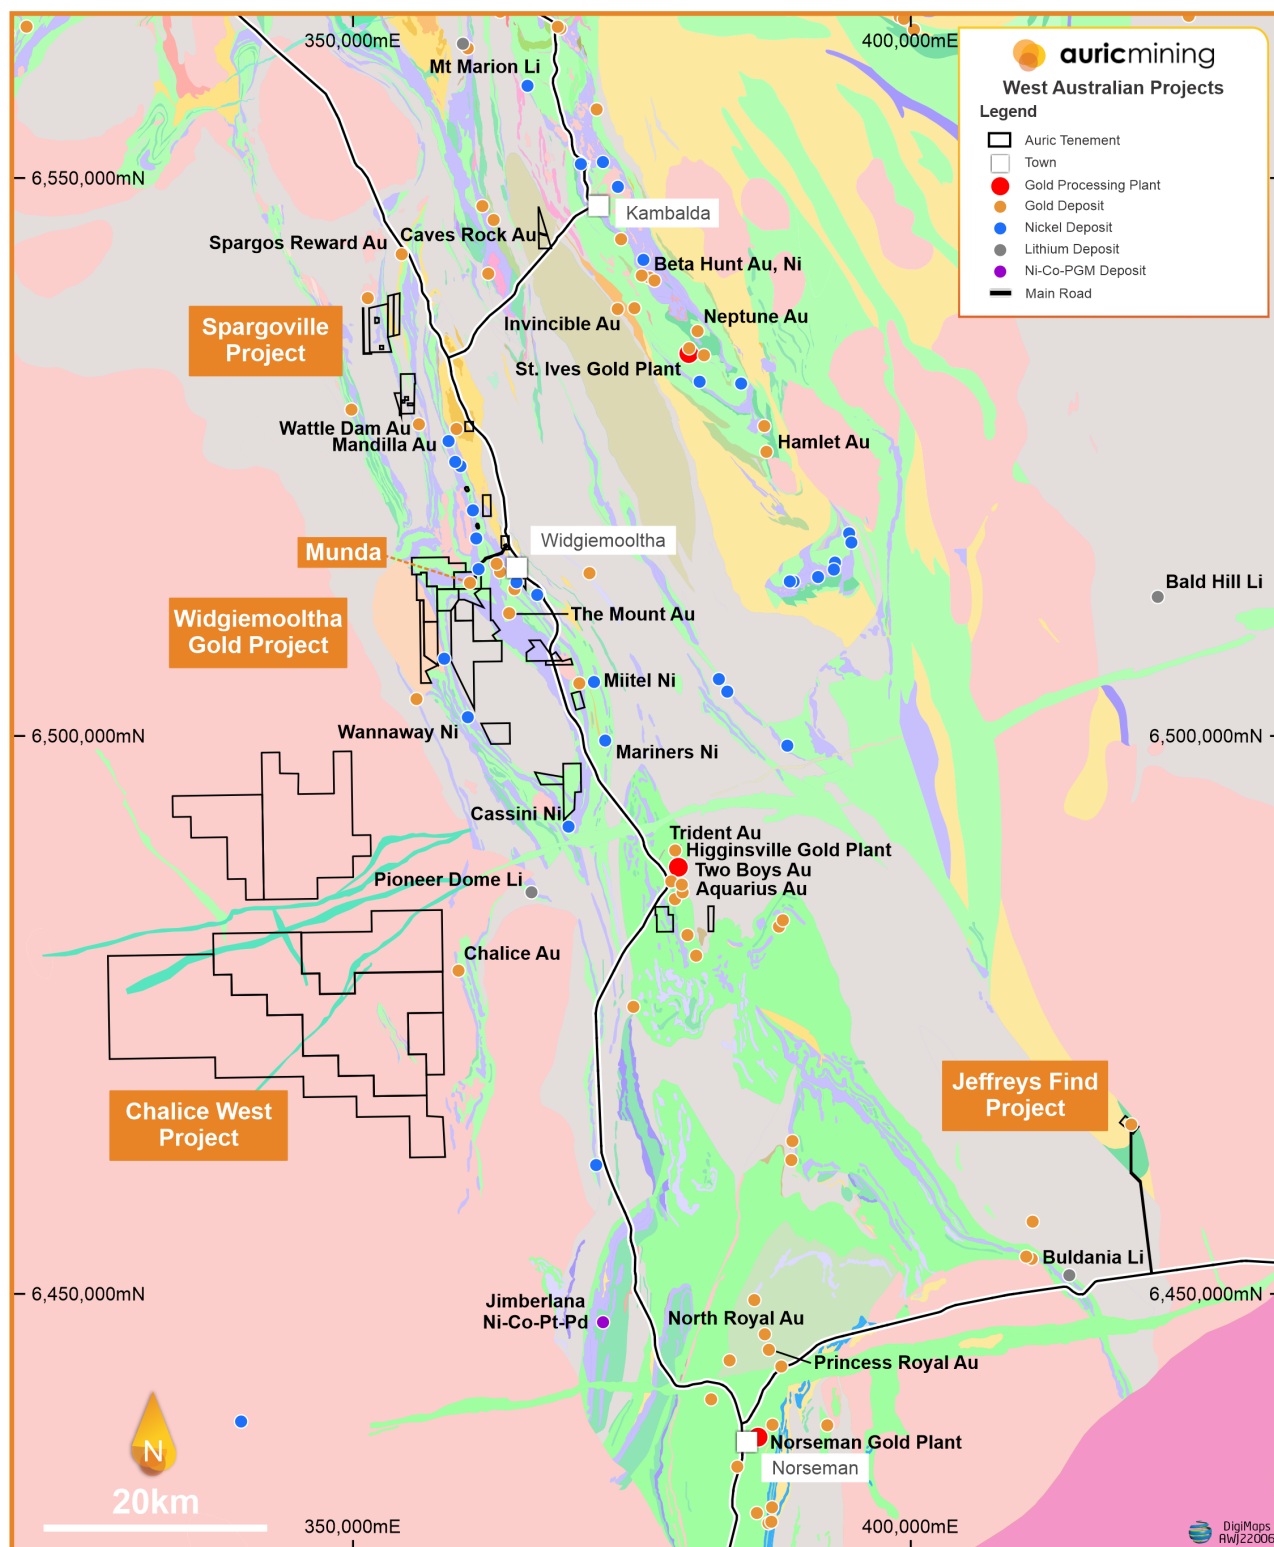 350,000mE
400,000mE
auricmining
West Australian Projects
Legend
Auric Tenement
Town
Gold Processing Plant
Gold Deposit
Nickel Deposit
Lithium Deposit
Ni-Co-PGM Deposit
Main Road
Mt Marion Li
6,550,000mN
Kambalda
Spargos Reward Au
Caves Rock Au
Beta Hunt Au, Ni
Spargoville
Project
Invincible Au
Neptune Au
St. Ives Gold Plant
Wattle Dam Au
Mandilla Au
Hamlet Au
Widgiemooltha
Munda
Bald Hill Li
Widgiemooltha
Gold Project
The Mount Au
Miitel Ni
Wannaway Ni
6,500,000mN
6,500,000mN
Mariners Ni
Cassini Ni
Trident Au
Higginsville Gold Plant
Two Boys Au
Aquarius Au
Pioneer Dome Li
Chalice Au
Jeffreys Find
Project
Chalice West
Project
Buldania Li
6,450,000mN
6,450,000mN
Jimberlana
Ni-Co-Pt-Pd
North Royal Au
Princess Royal Au
Norseman Gold Plant
Norseman
N
20km
350,000mE
400,000mE
DigiMaps
AWJ22006